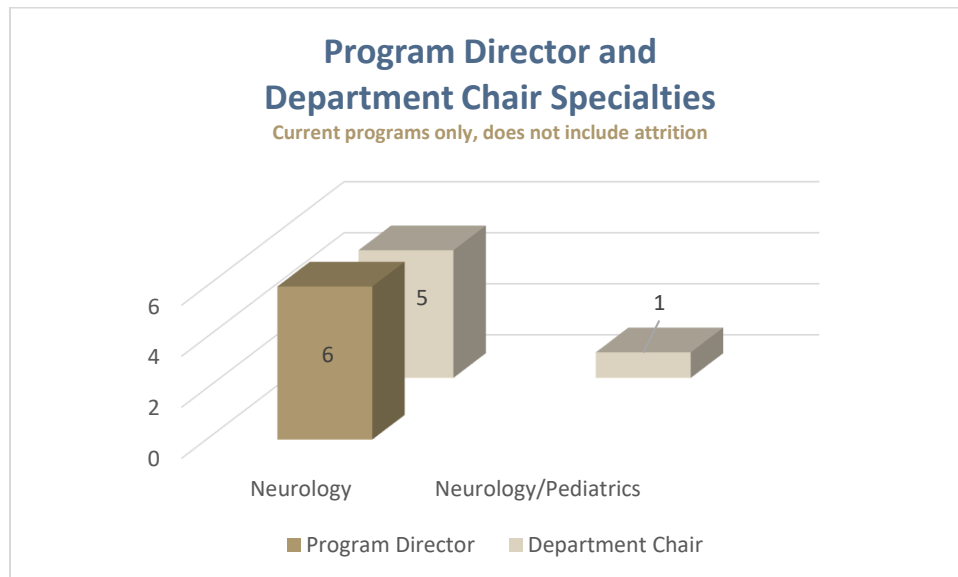 Program Director and
Department Chair Specialties
Current programs only, does not include attrition
6
4
2
0
5
6
1
Neurology
Neurology/Pediatrics
Program Director
Department Chair